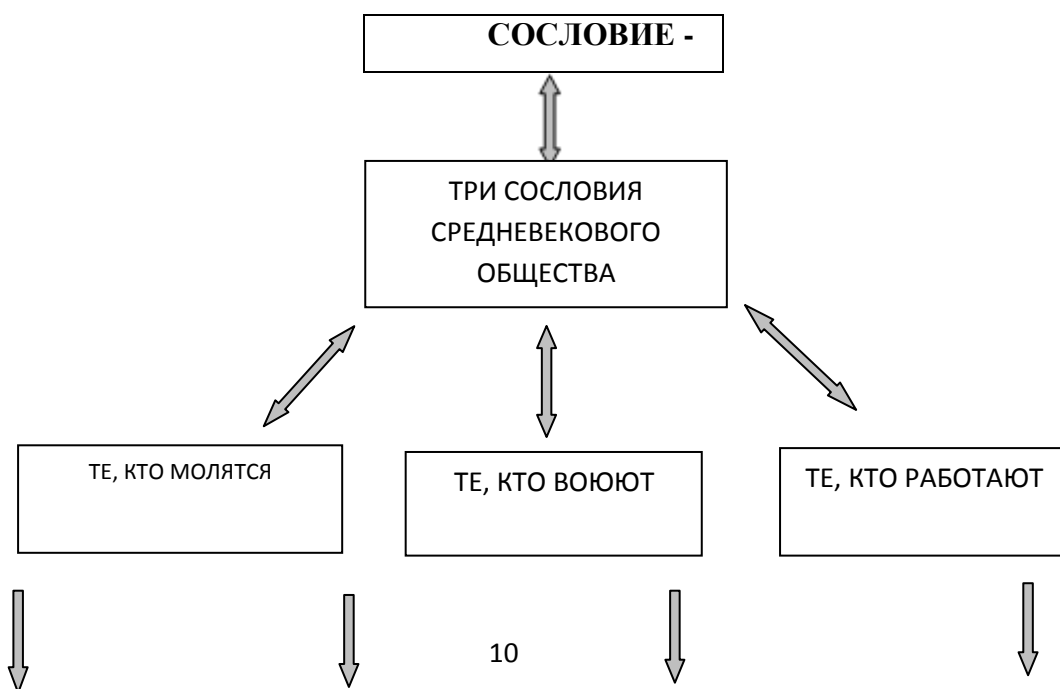 СОСЛОВИЕ -
ТРИ СОСЛОВИЯ
СРЕДНЕВЕКОВОГО
ОБЩЕСТВА
ТЕ, КТО МОЛЯТСЯ
ТЕ, КТО ВОЮЮТ
ТЕ, КТО РАБОТАЮТ
10